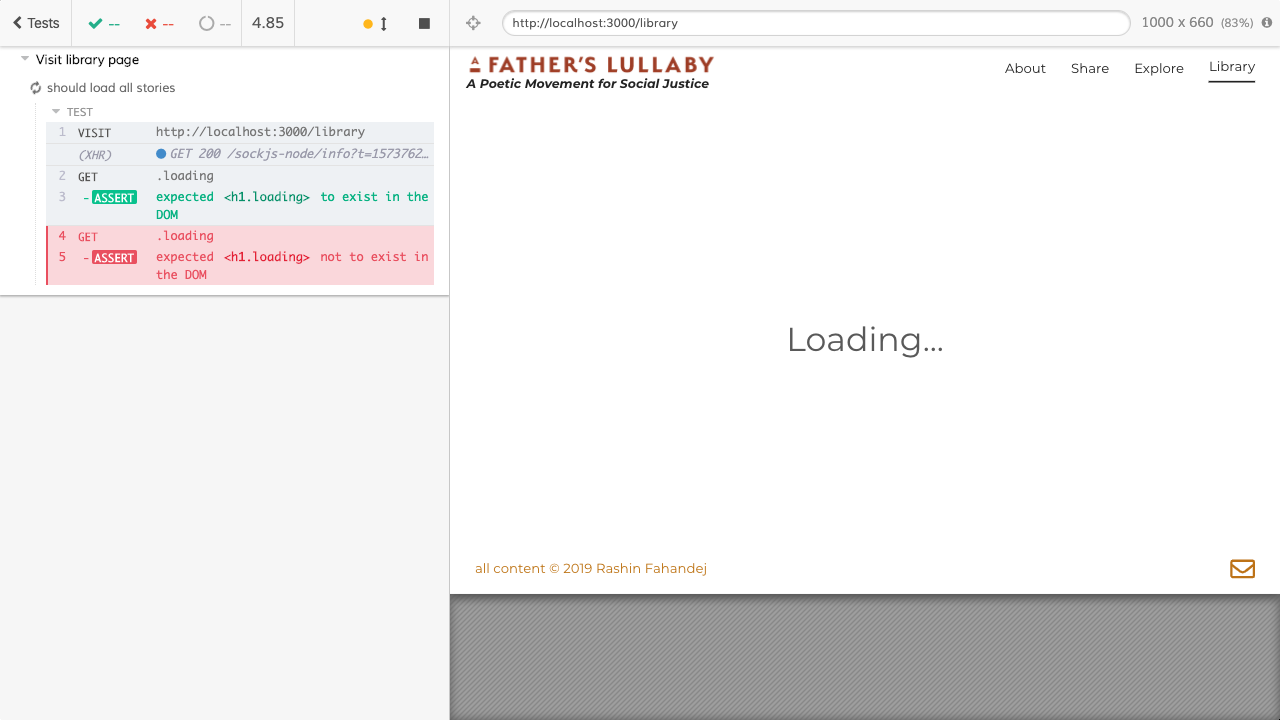 Tests
--
--
--
4.85
http://localhost:3000/library
1000 x 660 (83%)
Visit library page
should load all stories
TEST
1 VISIT http://localhost:3000/library
(XHR) GET 200 /sockjs-node/info?t=1573762…
2 GET .loading
3 - ASSERT expected <h1.loading> to exist in the
DOM
4 GET .loading
5 - ASSERT expected <h1.loading> not to exist in
the DOM
A FATHER'S LULLABY
A Poetic Movement for Social Justice
About Share Explore Library
Loading...
all content © 2019 Rashin Fahandej